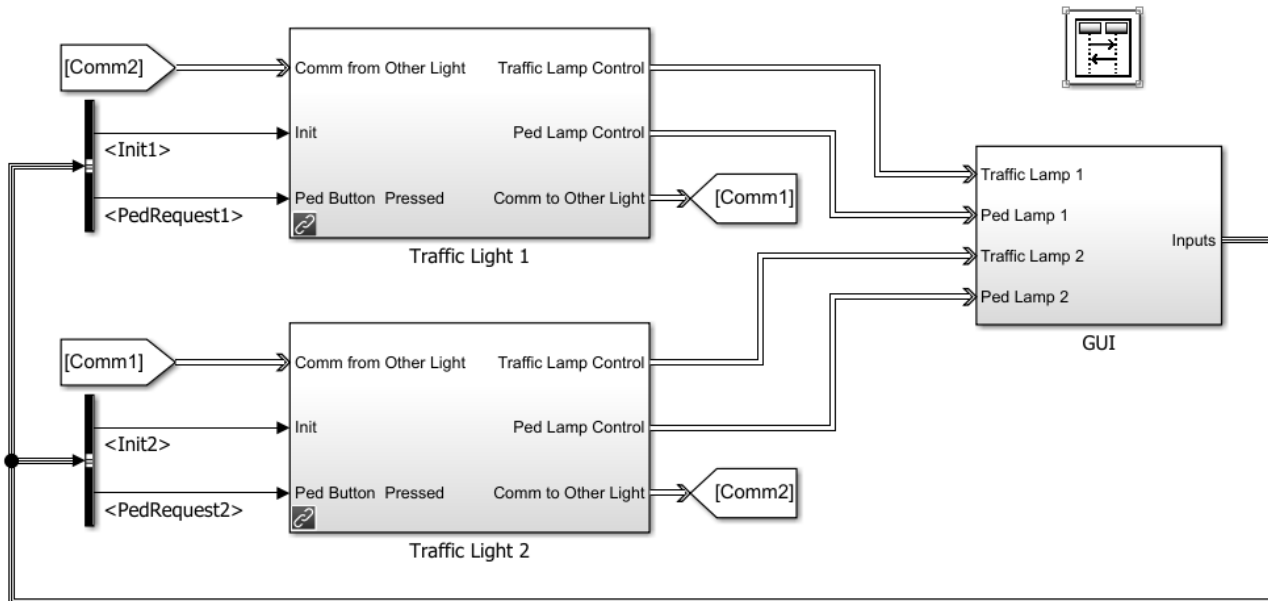 [Comm2]
<Init1>
<PedRequest1>
Comm from Other Light
Init
Ped Button  Pressed
Traffic Lamp Control
Ped Lamp Control
Comm to Other Light
Traffic Light 1
[Comm1]
[Comm1]
<Init2>
<PedRequest2>
Comm from Other Light
Init
Ped Button  Pressed
Traffic Lamp Control
Ped Lamp Control
Comm to Other Light
Traffic Light 2
[Comm2]
Traffic Lamp 1
Ped Lamp 1
Traffic Lamp 2
Ped Lamp 2
Inputs
GUI